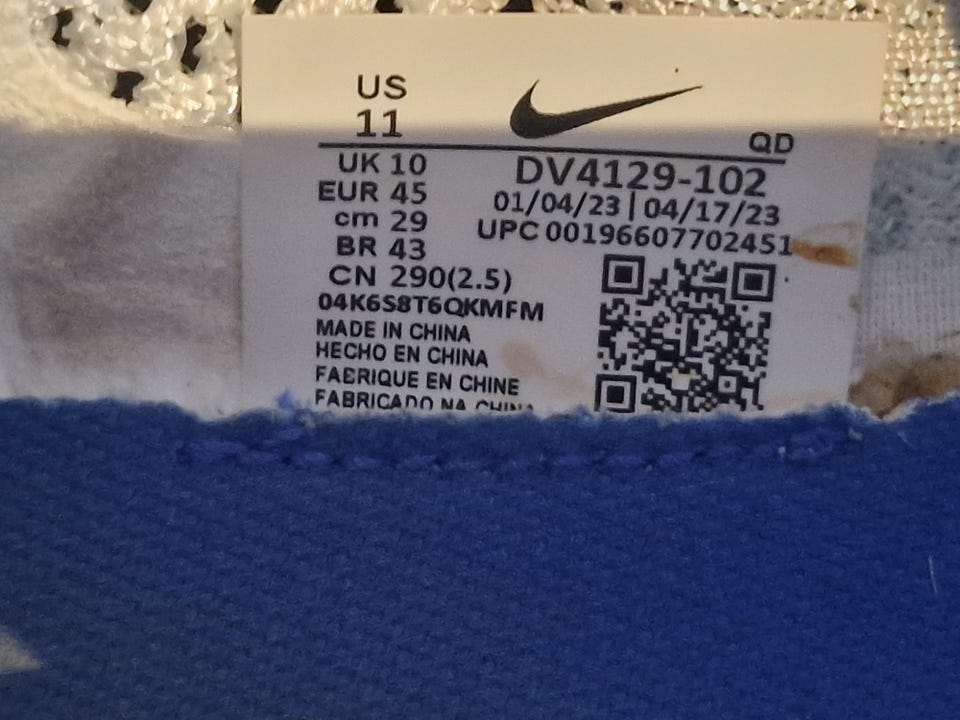 US
11
QD
UK 10
EUR 45
cm 29
BR 43
CN 290(2.5)
DV4129-102
01/04/23 | 04/17/23
UPC 00196607702451
04K6S8T6QKMFM
MADE IN CHINA
HECHO EN CHINA
FABRIQUE EN CHINE
FABRICADO NA CHINA